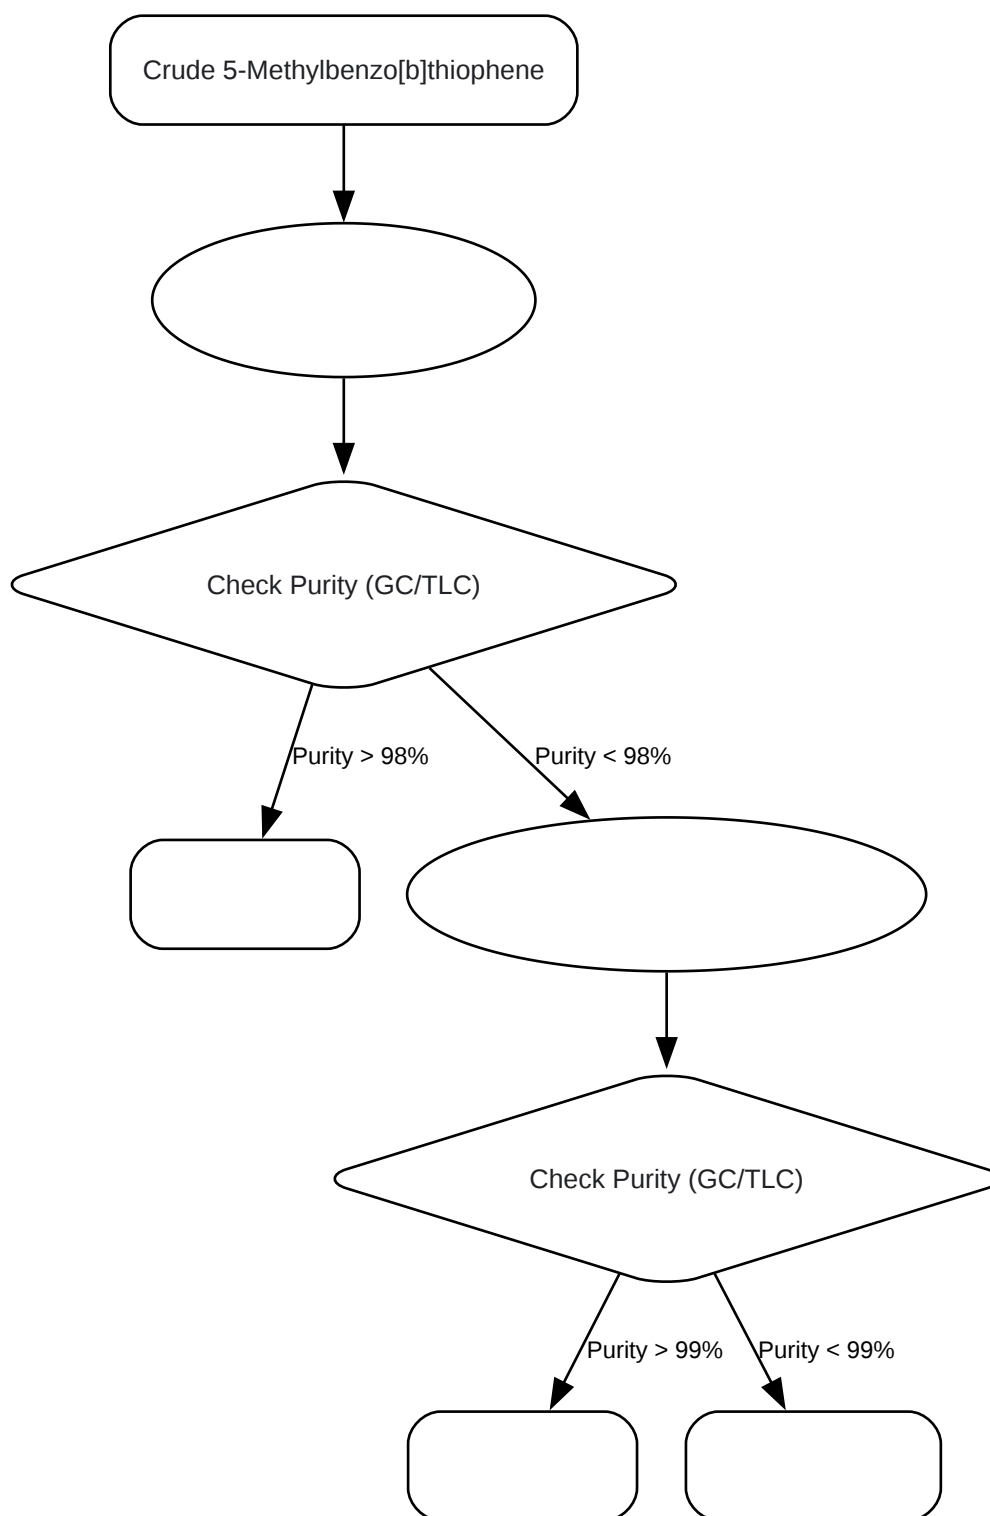 Crude 5-Methylbenzo[b]thiophene
Check Purity (GC/TLC)
Purity > 98%
Purity < 98%
Check Purity (GC/TLC)
Purity > 99%
Purity < 99%